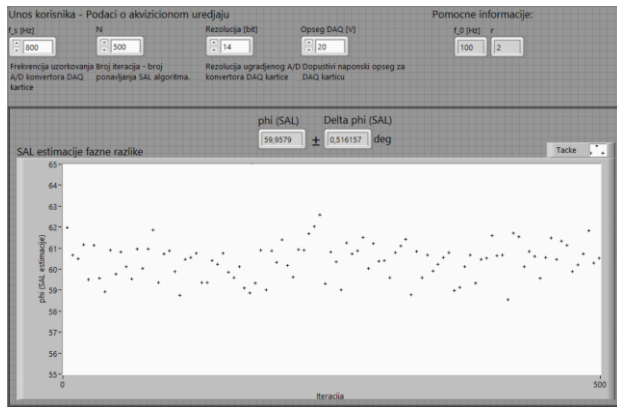 Unos korisnika - Podaci o akvizicionom uredjaju
Pomocne informacije:
f_s [Hz] N Rezolucija [bit] Opseg DAQ [V] f_0 [Hz] r
800 500 14 20 100 2
Frekvencija uzorkovanja Broj iteracija - broj Rezolucija ugradjenog A/D Dopustivi naponski opseg za
A/D konvertora DAQ ponavljanja SAL algoritma. konvertora DAQ kartice DAQ karticu
kartice
phi (SAL) Delta phi (SAL)
59,9579 ± 0,516157 deg
SAL estimacije fazne razlike
Tacke
phi (SAL estimacije)
65
64
63
62
61
60
59
58
57
56
55
0 500
Iteracija